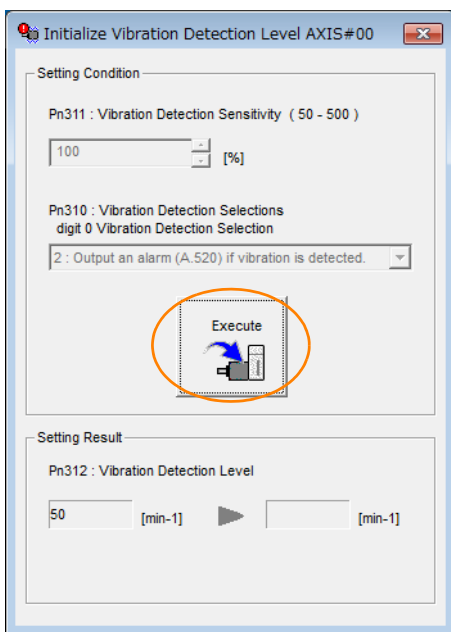 Initialize Vibration Detection Level AXIS#00
Setting Condition
Pn311 : Vibration Detection Sensitivity ( 50 - 500 )
100
[%]
Pn310 : Vibration Detection Selections
digit 0 Vibration Detection Selection
2 : Output an alarm (A.520) if vibration is detected.
Execute
Setting Result
Pn312 : Vibration Detection Level
50 [min-1] [min-1]